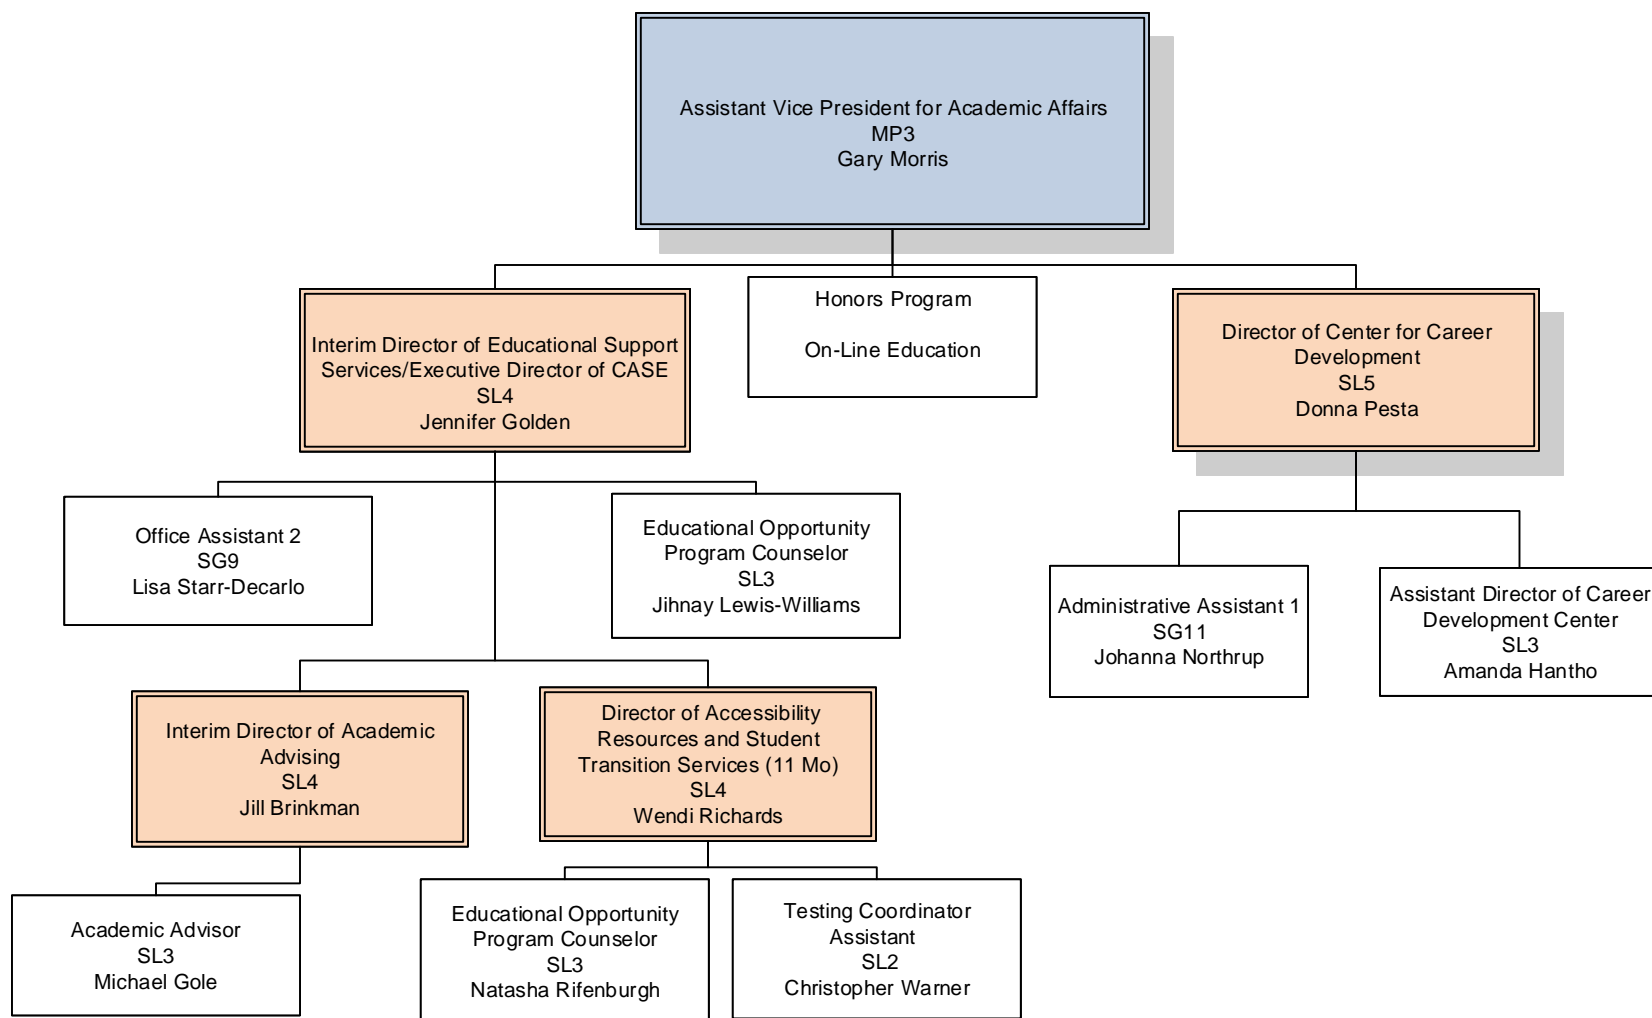 Assistant Vice President for Academic Affairs
MP3
Gary Morris
Interim Director of Educational Support
Services/Executive Director of CASE
SL4
Jennifer Golden
Honors Program
On-Line Education
Director of Center for Career
Development
SL5
Donna Pesta
Office Assistant 2
SG9
Lisa Starr-Decarlo
Educational Opportunity
Program Counselor
SL3
Jihnay Lewis-Williams
Administrative Assistant 1
SG11
Johanna Northrup
Assistant Director of Career
Development Center
SL3
Amanda Hantho
Interim Director of Academic
Advising
SL4
Jill Brinkman
Director of Accessibility
Resources and Student
Transition Services (11 Mo)
SL4
Wendi Richards
Academic Advisor
SL3
Michael Gole
Educational Opportunity
Program Counselor
SL3
Natasha Rifenburgh
Testing Coordinator
Assistant
SL2
Christopher Warner